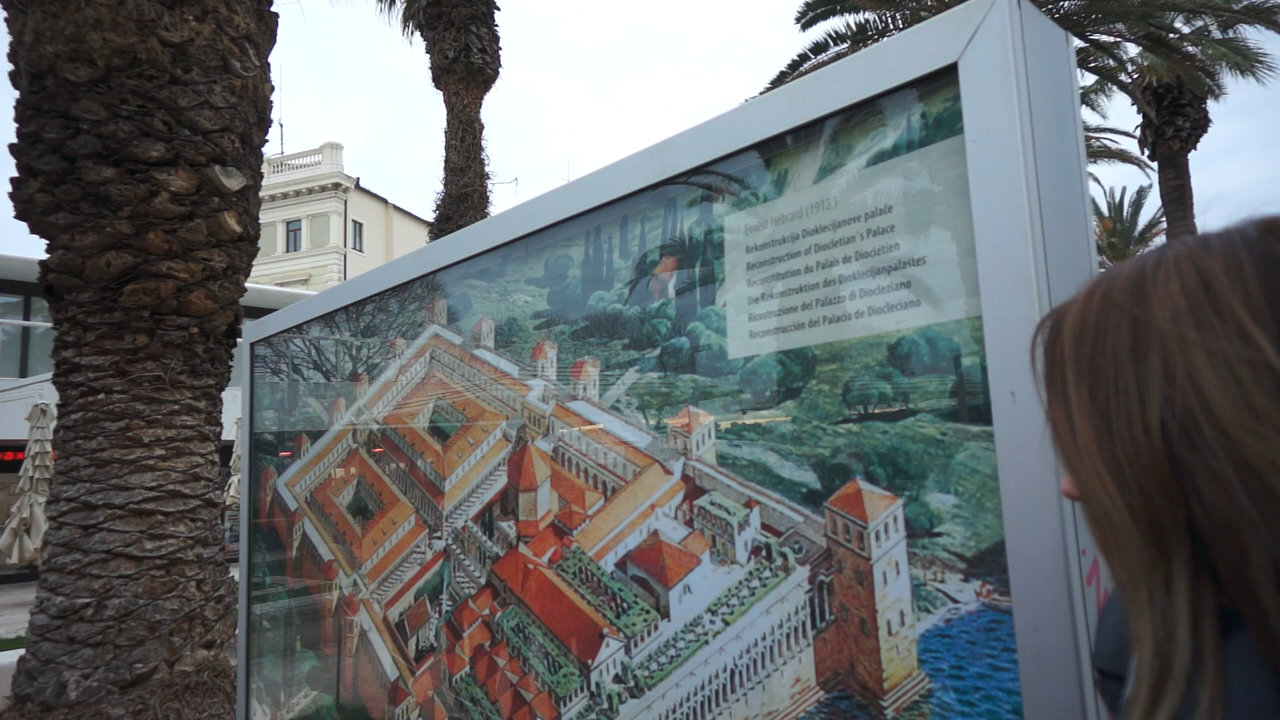 Ernest Hébrard (1912.)
Rekonstrukcija Dioklecijanove palače
Reconstruction of Diocletian´s Palace
Reconstitution du Palais de Dioclétien
Die Rekonstruktion des Dioklecijanpalastes
Ricostruzione del Palazzo di Diocleziano
Reconstrucción del Palacio de Diocleciano